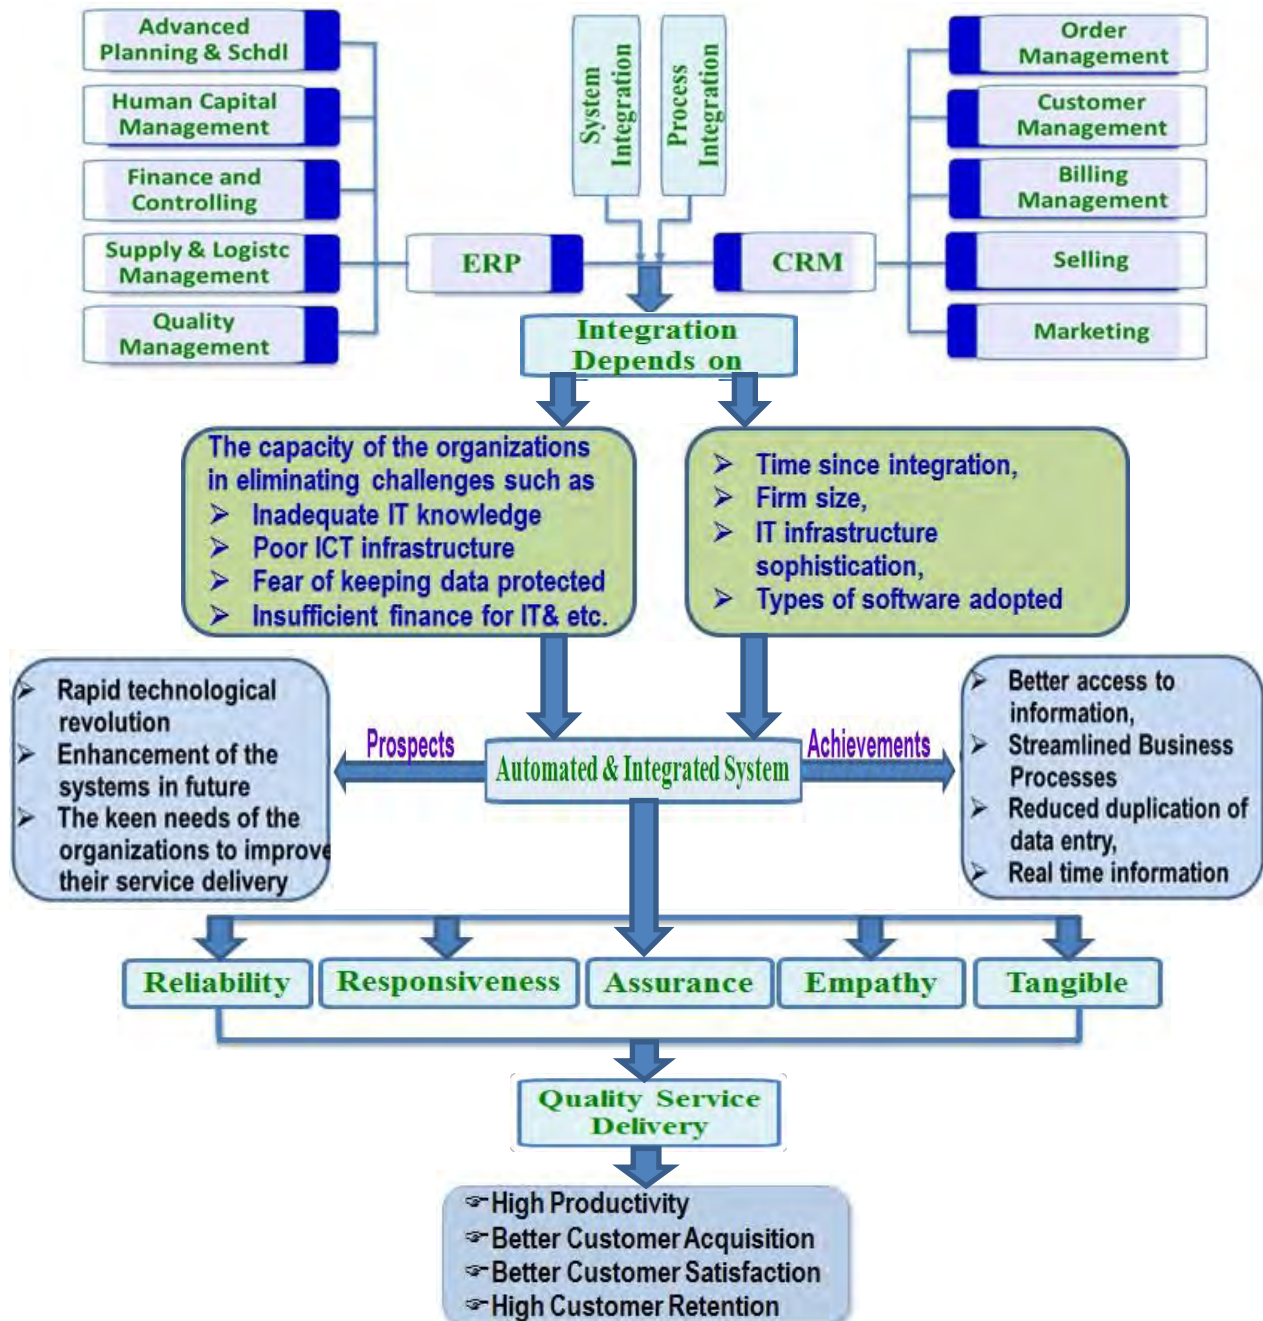 Advanced
Planning & Schdl
Human Capital
Management
Finance and
Controlling
Supply & Logistc
Management
Quality
Management
ERP
System
Integration
Process
Integration
CRM
Order
Management
Customer
Management
Billing
Management
Selling
Marketing
Integration
Depends on
The capacity of the organizations
in eliminating challenges such as
➢ Inadequate IT knowledge
➢ Poor ICT infrastructure
➢ Fear of keeping data protected
➢ Insufficient finance for IT& etc.
➢ Time since integration,
➢ Firm size,
➢ IT infrastructure
sophistication,
➢ Types of software adopted
➢ Rapid technological
revolution
➢ Enhancement of the
systems in future
➢ The keen needs of the
organizations to improve
their service delivery
Prospects
Automated & Integrated System
Achievements
➢ Better access to
information,
➢ Streamlined Business
Processes
➢ Reduced duplication of
data entry,
➢ Real time information
Reliability
Responsiveness
Assurance
Empathy
Tangible
Quality Service
Delivery
☞High Productivity
☞Better Customer Acquisition
☞Better Customer Satisfaction
☞High Customer Retention